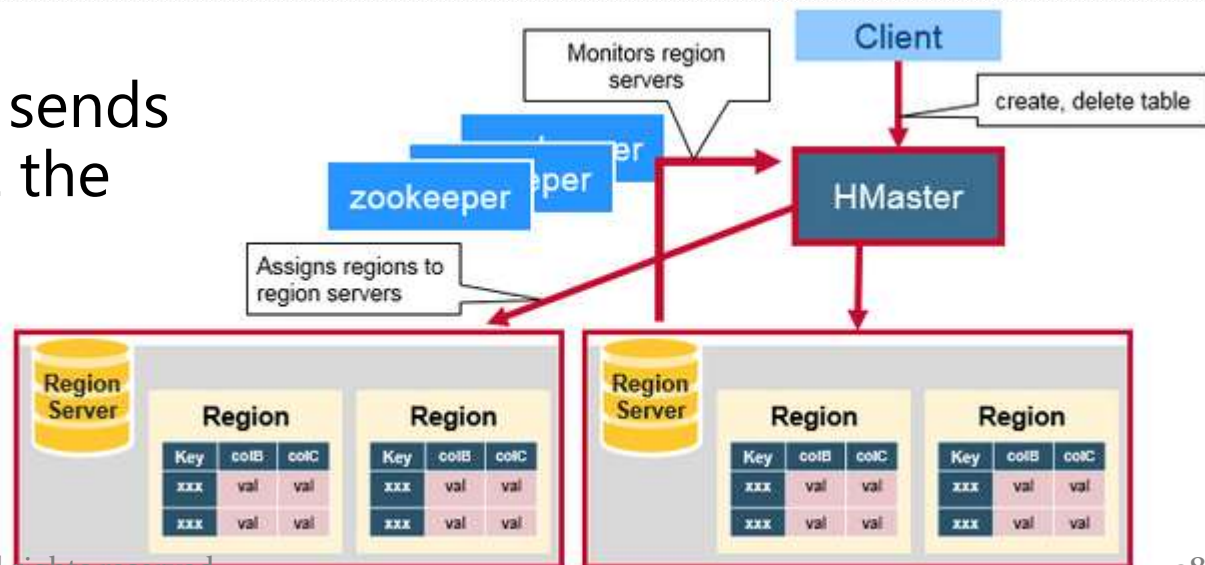 sends
the
Monitors region
servers
Client
create, delete table
zookeeper
eper
er
HMaster
Assigns regions to
region servers
Region
Server
Region
Key colB colC
xxx val val
xxx val val
Region
Key colB colC
xxx val val
xxx val val
Region
Server
Region
Key colB colC
xxx val val
xxx val val
Region
Key colB colC
xxx val val
xxx val val